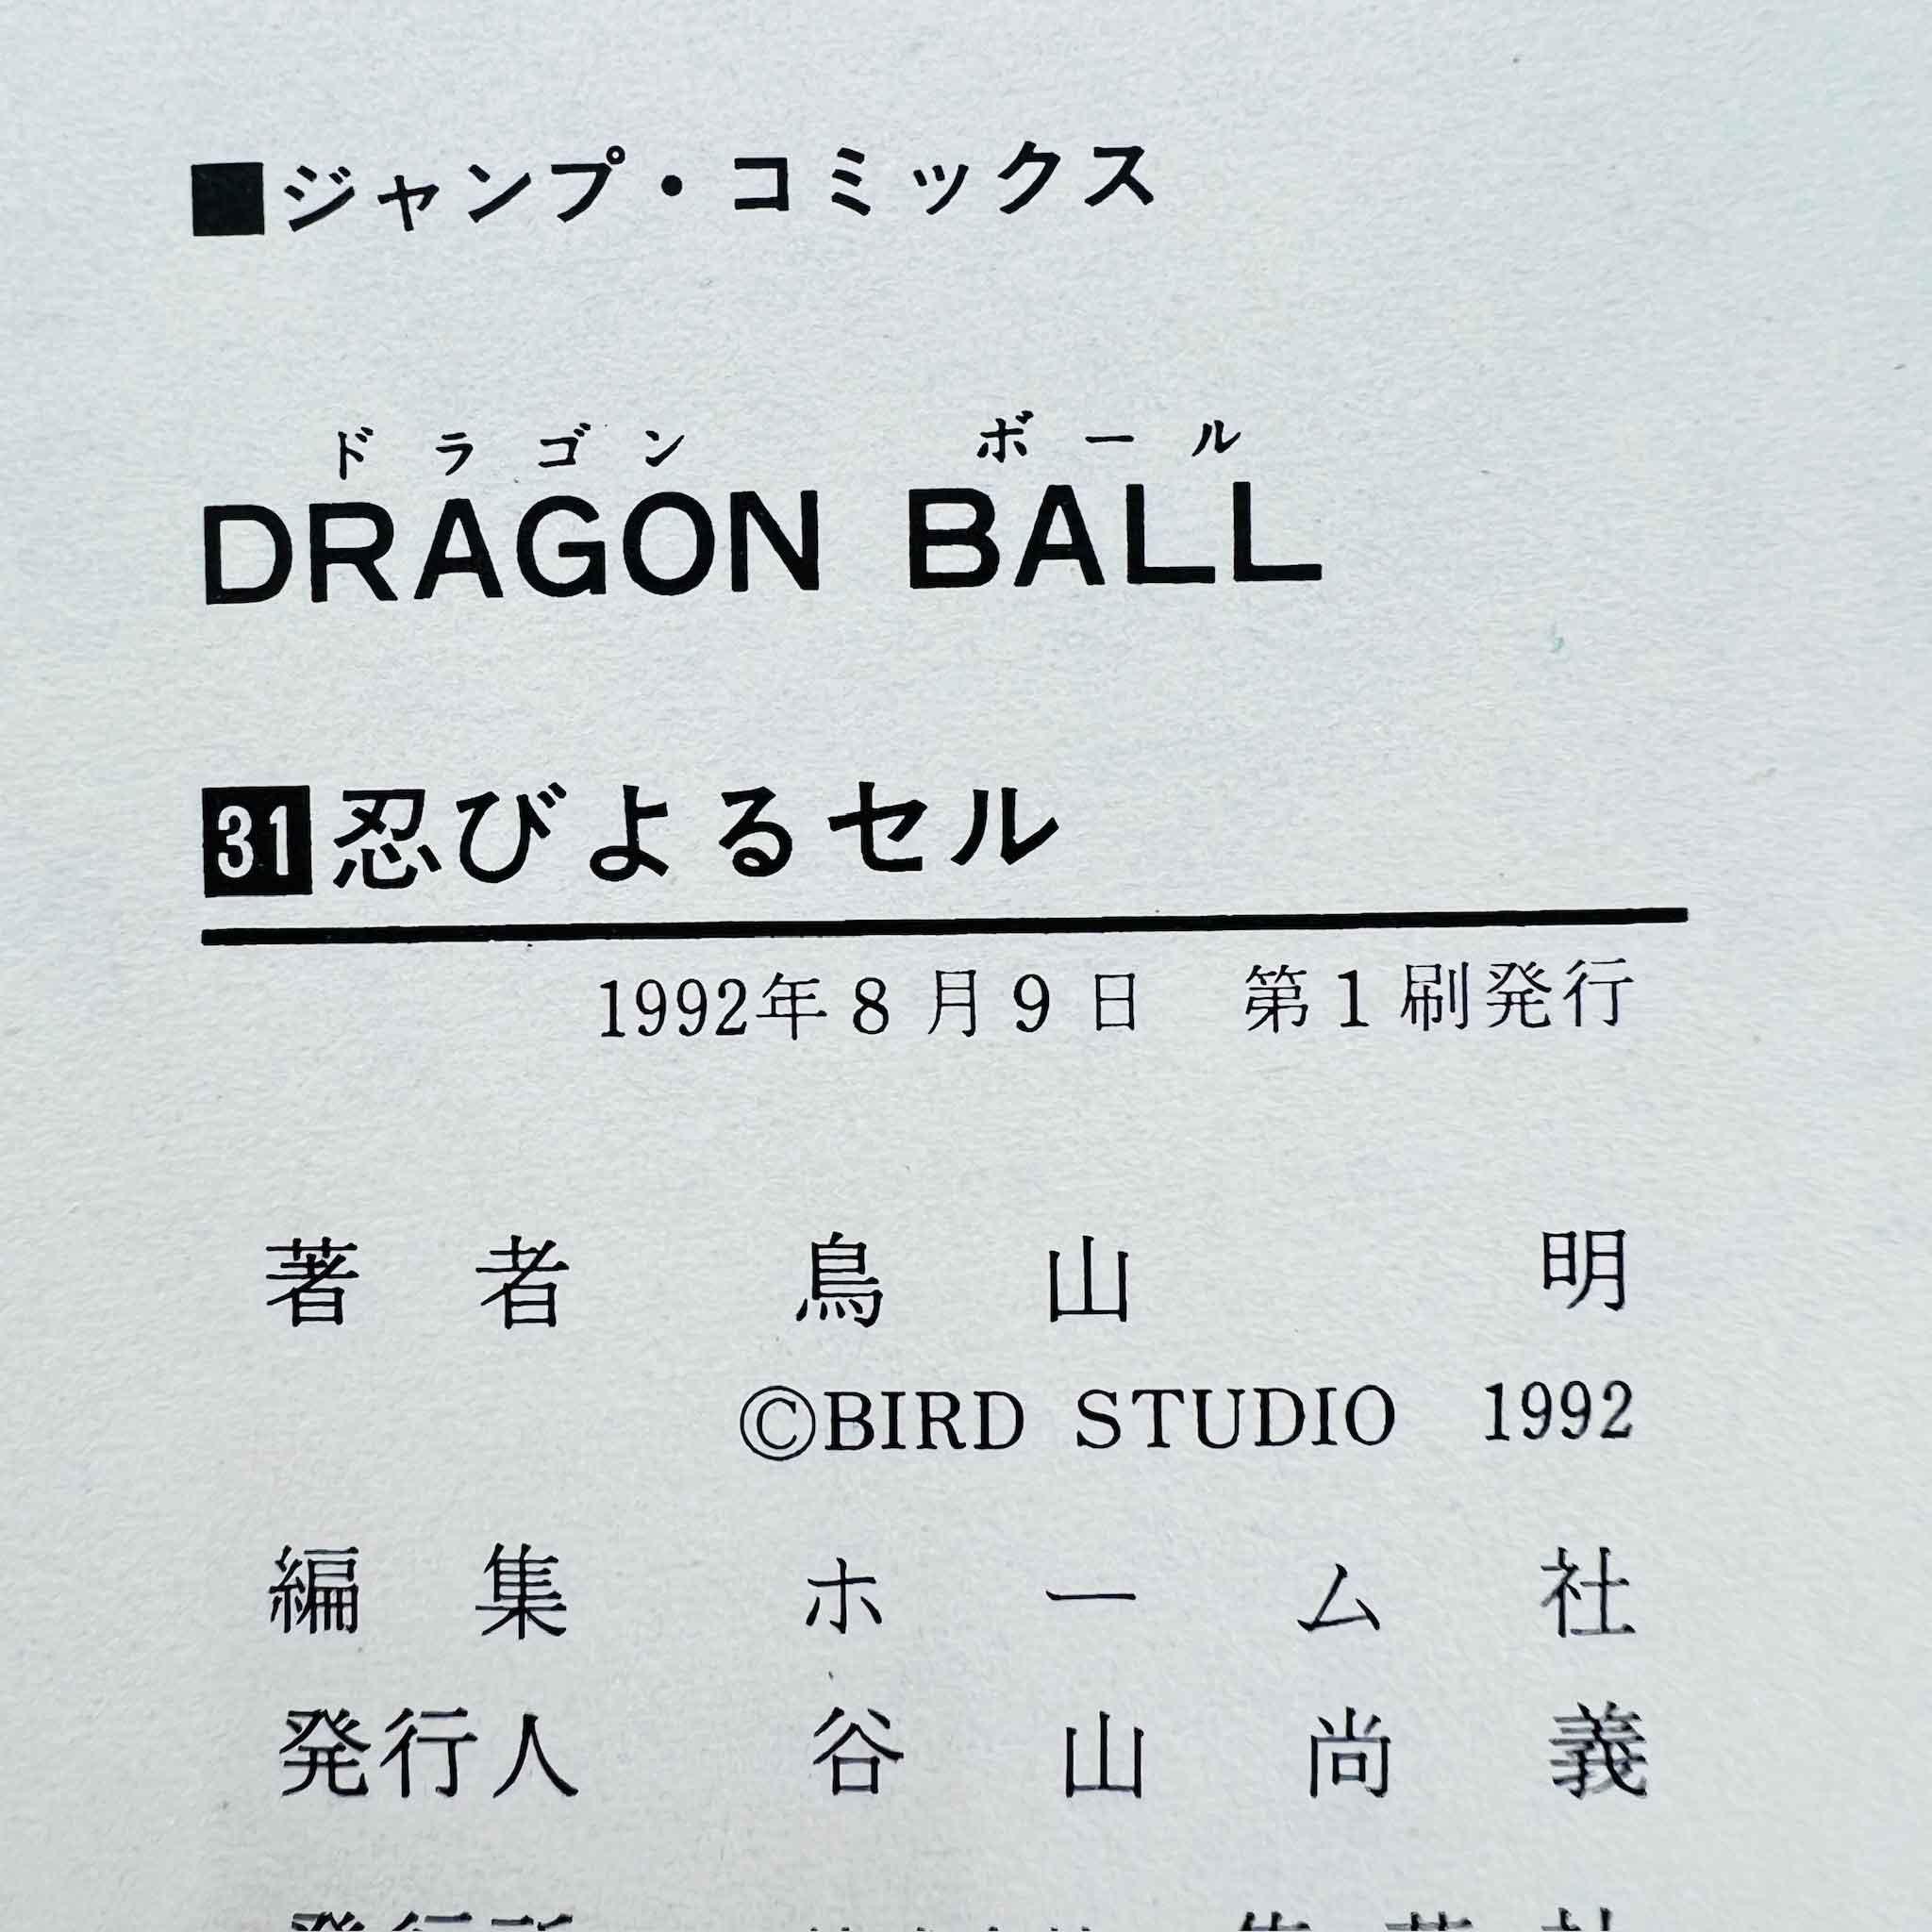 ■ジャンプ・コミックス
ドラゴン ボール
DRAGON BALL
31 忍びよるセル
1992年8月9日 第1刷発行
著者 鳥山明
©BIRD STUDIO 1992
編集 ホーム社
発行人 谷山尚義